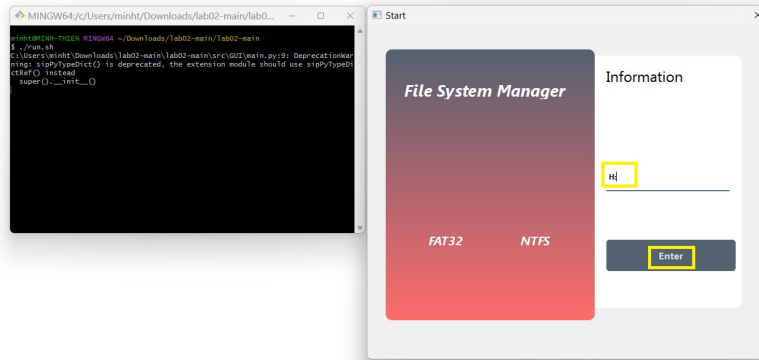 MINGW64:/c/Users/minht/Downloads/lab02-main/lab0...
minht@MINH-THIEN MINGW64 ~/Downloads/lab02-main/lab02-main
$ ./run.sh
C:\Users\minht\Downloads\lab02-main\lab02-main\src\GUI\main.py:9: DeprecationWar
ning: sipPyTypeDict() is deprecated, the extension module should use sipPyTypeDi
ctRef() instead
super().__init__()
Start
File System Manager
FAT32 NTFS
Information
H:
Enter